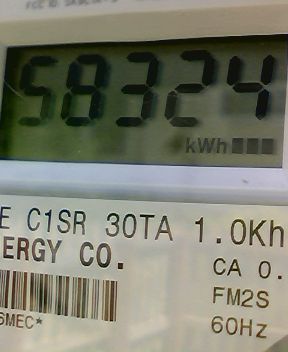 58324
kWh
E C1SR 30TA 1.0Kh
ERGY CO.
CA 0.
FM2S
6MEC*
60Hz